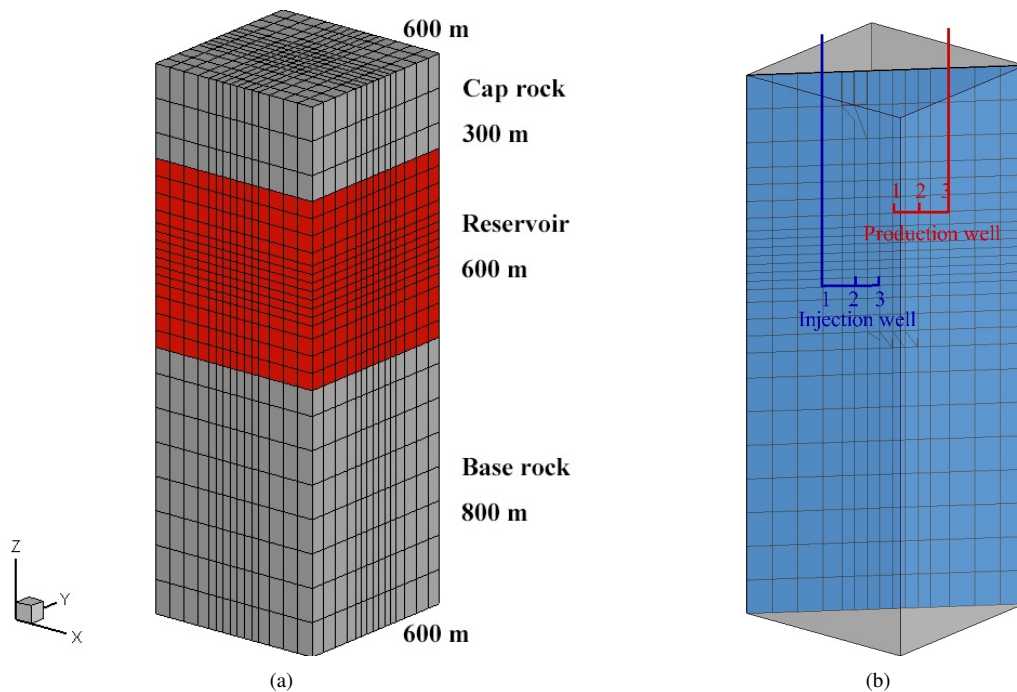 600 m
Cap rock
300 m
Reservoir
600 m
Base rock
800 m
600 m
Z
Y
X
(a)
1 2 3
Production well
1 2 3
Injection well
(b)